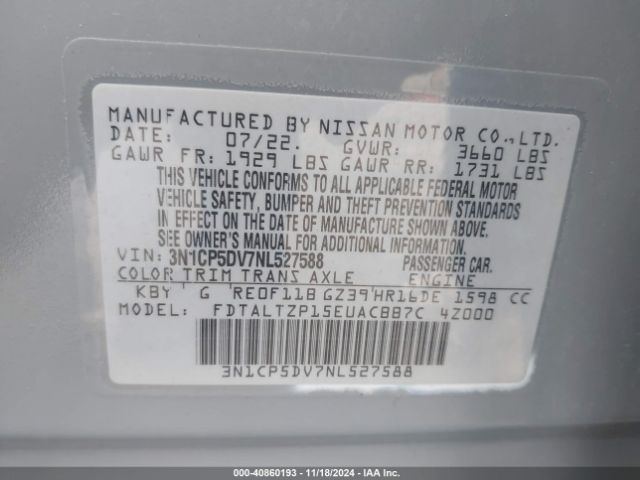 MANUFACTURED BY NISSAN MOTOR CO.,LTD.
DATE: 07/22. GVWR: 3660 LBS
GAWR FR: 1929 LBS GAWR RR: 1731 LBS
THIS VEHICLE CONFORMS TO ALL APPLICABLE FEDERAL MOTOR
VEHICLE SAFETY, BUMPER AND THEFT PREVENTION STANDARDS
IN EFFECT ON THE DATE OF MANUFACTURE SHOWN ABOVE.
SEE OWNER'S MANUAL FOR ADDITIONAL INFORMATION.
VIN: 3N1CP5DV7NL527588 PASSENGER CAR.
COLOR TRIM TRANS AXLE ENGINE
KBY ' G 'RE0F11B GZ39'HR16DE 1598 CC
MODEL: FDTALTZP15EUACBB7C 4Z000
3N1CP5DV7NL527588
000-40860193 - 11/18/2024 - IAA Inc.